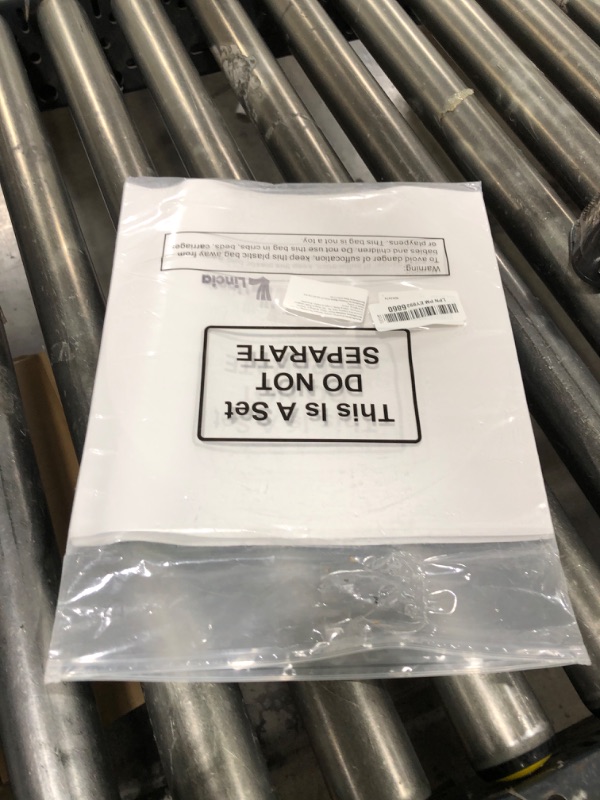 This Is A Set
DO NOT
SEPARATE
Lincia
Warning:
To avoid danger of suffocation, keep this plastic bag away from
babies and children. Do not use this bag in cribs, beds, carriages
or playpens. This bag is not a toy